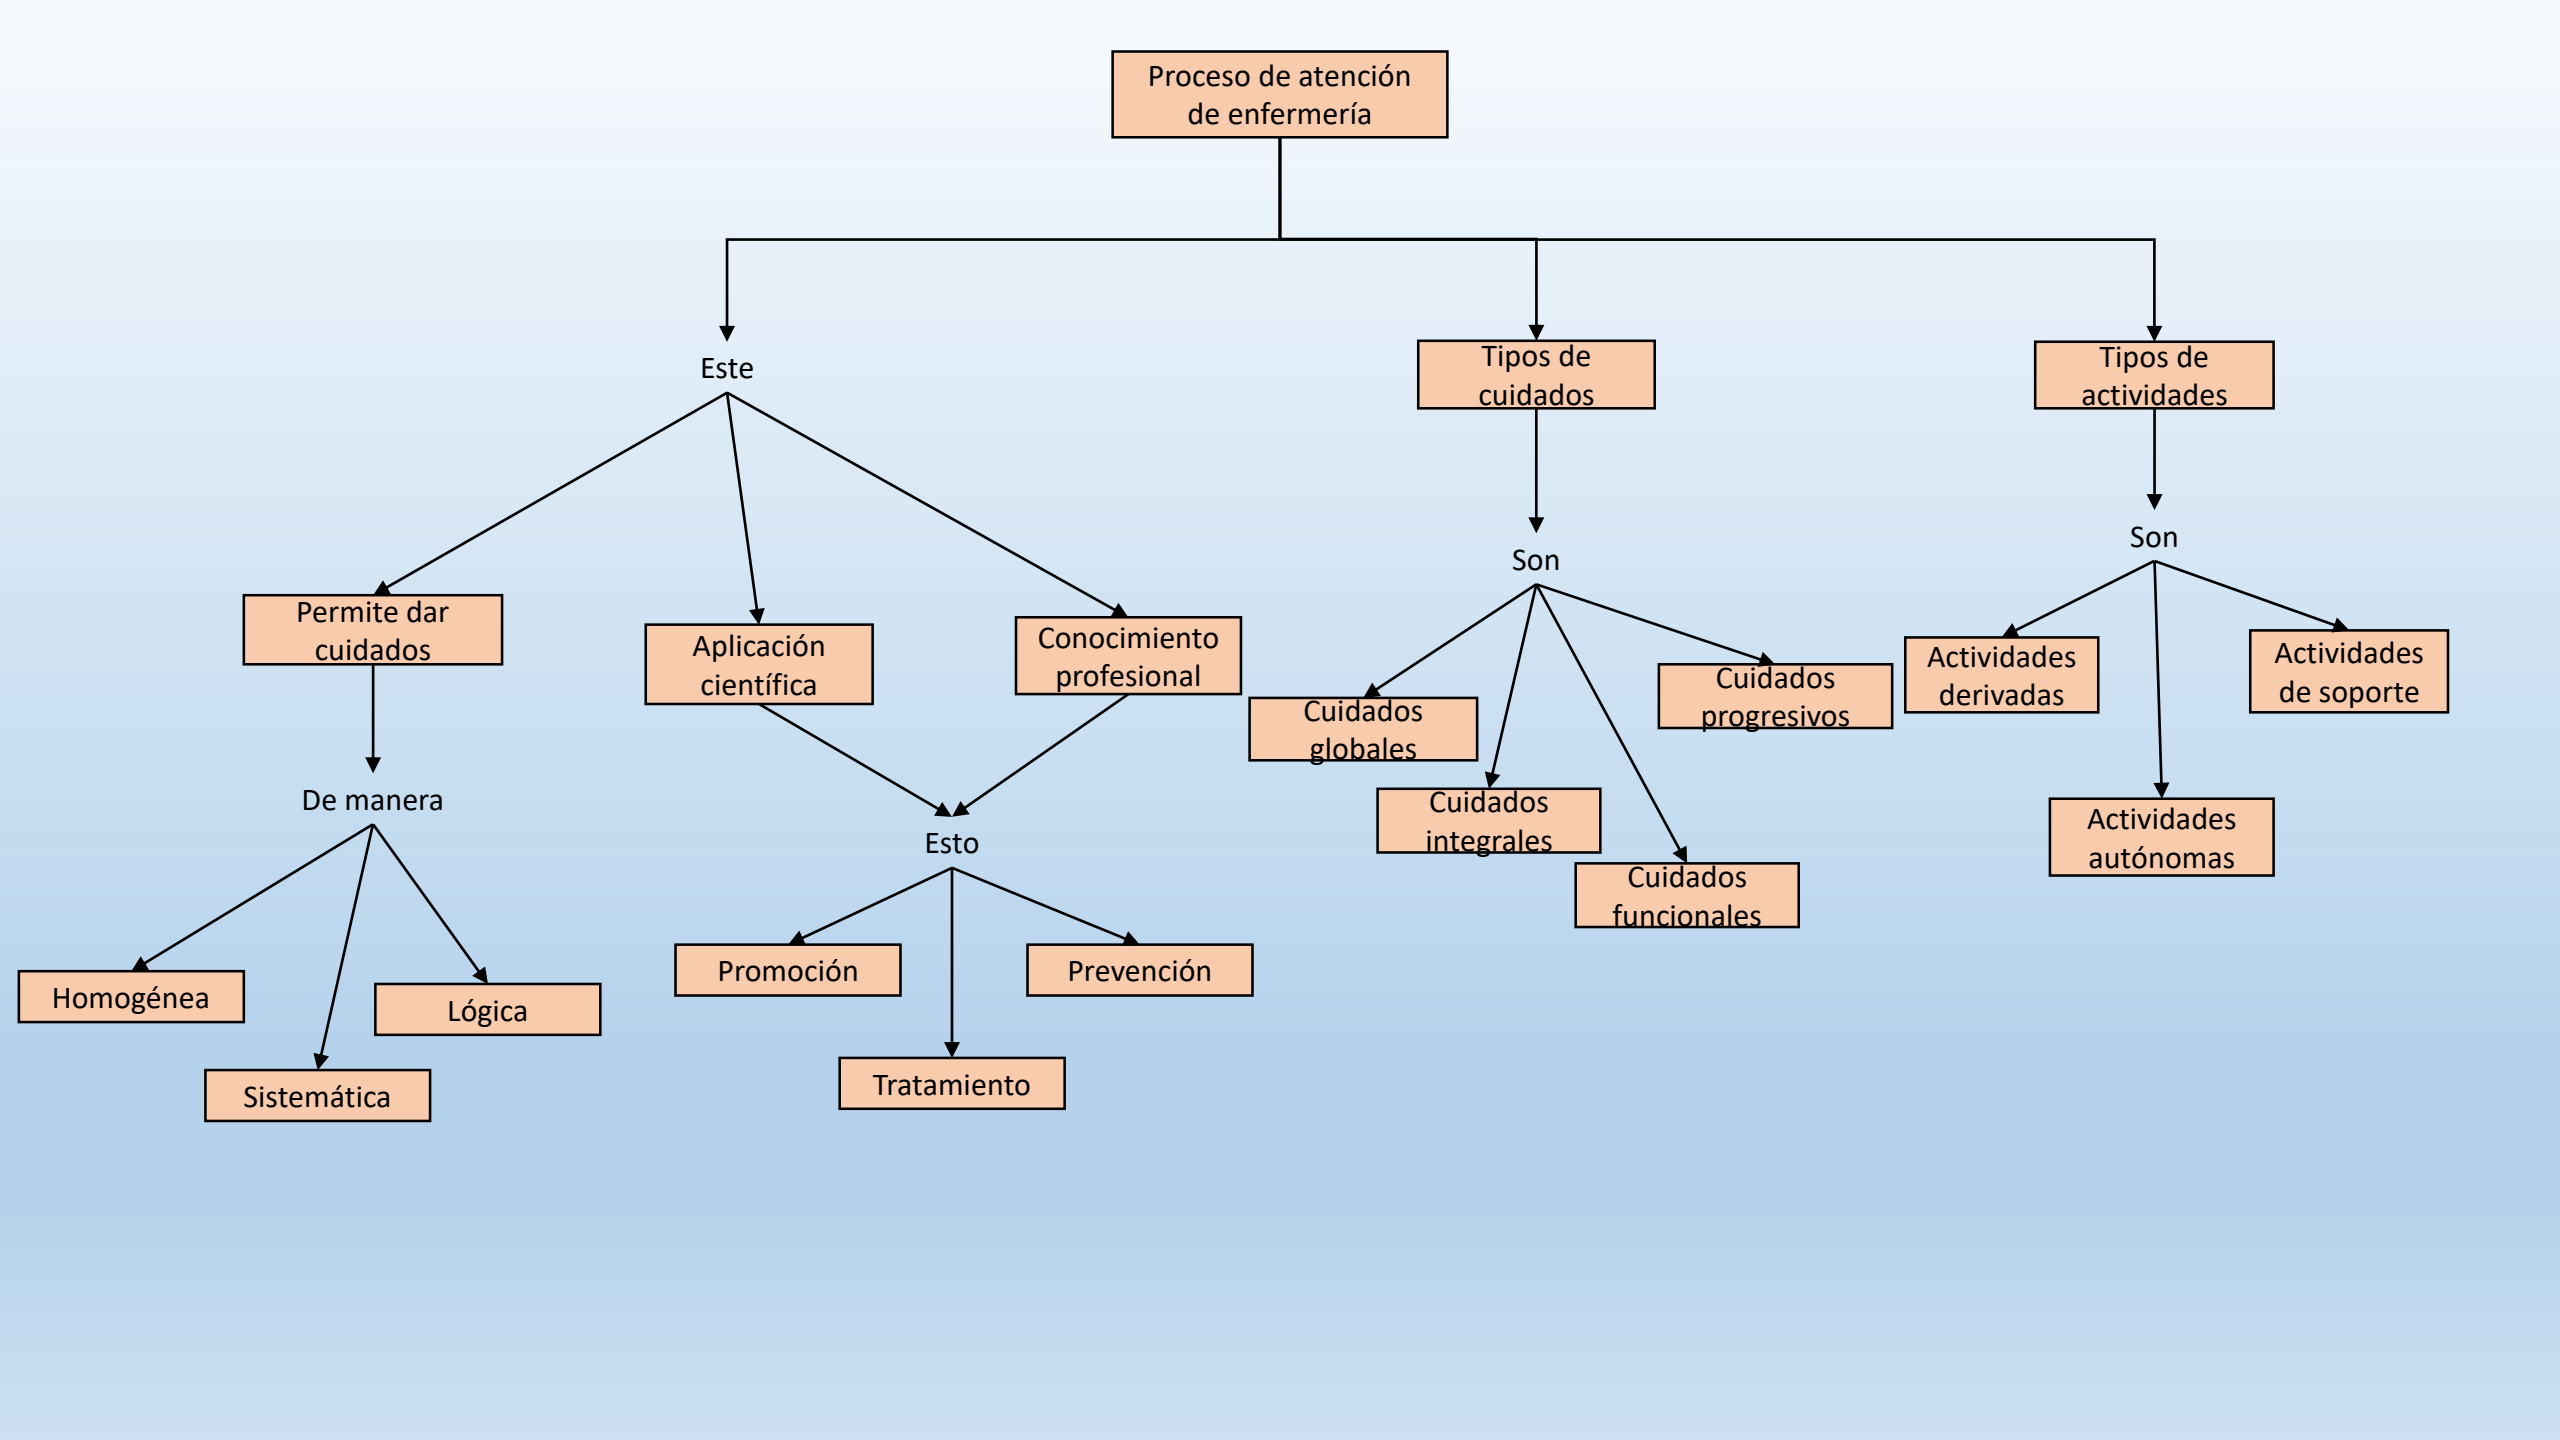 Proceso de atención
de enfermería
Este
Tipos de
cuidados
Tipos de
actividades
Son
Son
Permite dar
cuidados
Aplicación
científica
Conocimiento
profesional
Cuidados
globales
Cuidados
progresivos
Actividades
derivadas
Actividades
de soporte
De manera
Esto
Cuidados
integrales
Cuidados
funcionales
Actividades
autónomas
Homogénea
Lógica
Sistemática
Promoción
Prevención
Tratamiento